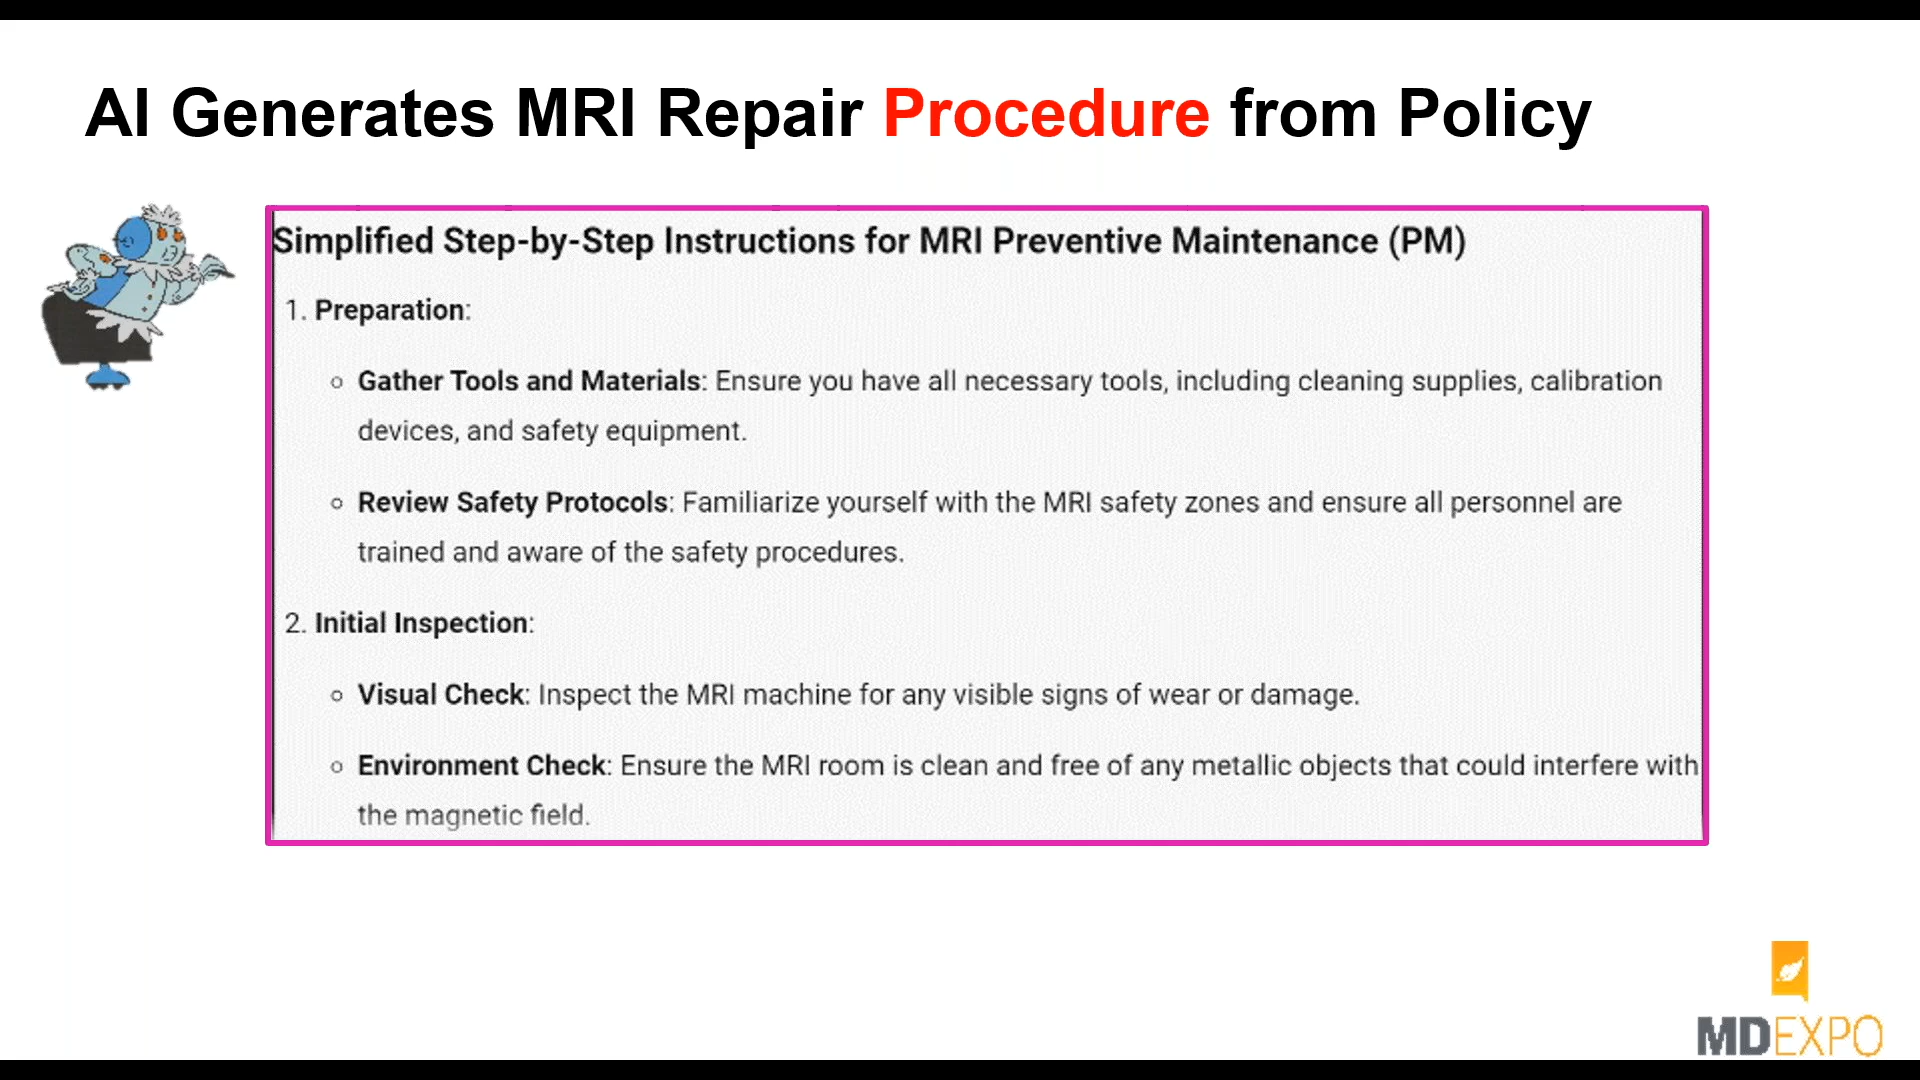 AI Generates MRI Repair Procedure from Policy
Simplified Step-by-Step Instructions for MRI Preventive Maintenance (PM)
1. Preparation:
○ Gather Tools and Materials: Ensure you have all necessary tools, including cleaning supplies, calibration
devices, and safety equipment.
○ Review Safety Protocols: Familiarize yourself with the MRI safety zones and ensure all personnel are
trained and aware of the safety procedures.
2. Initial Inspection:
○ Visual Check: Inspect the MRI machine for any visible signs of wear or damage.
○ Environment Check: Ensure the MRI room is clean and free of any metallic objects that could interfere with
the magnetic field.
MDEXPO